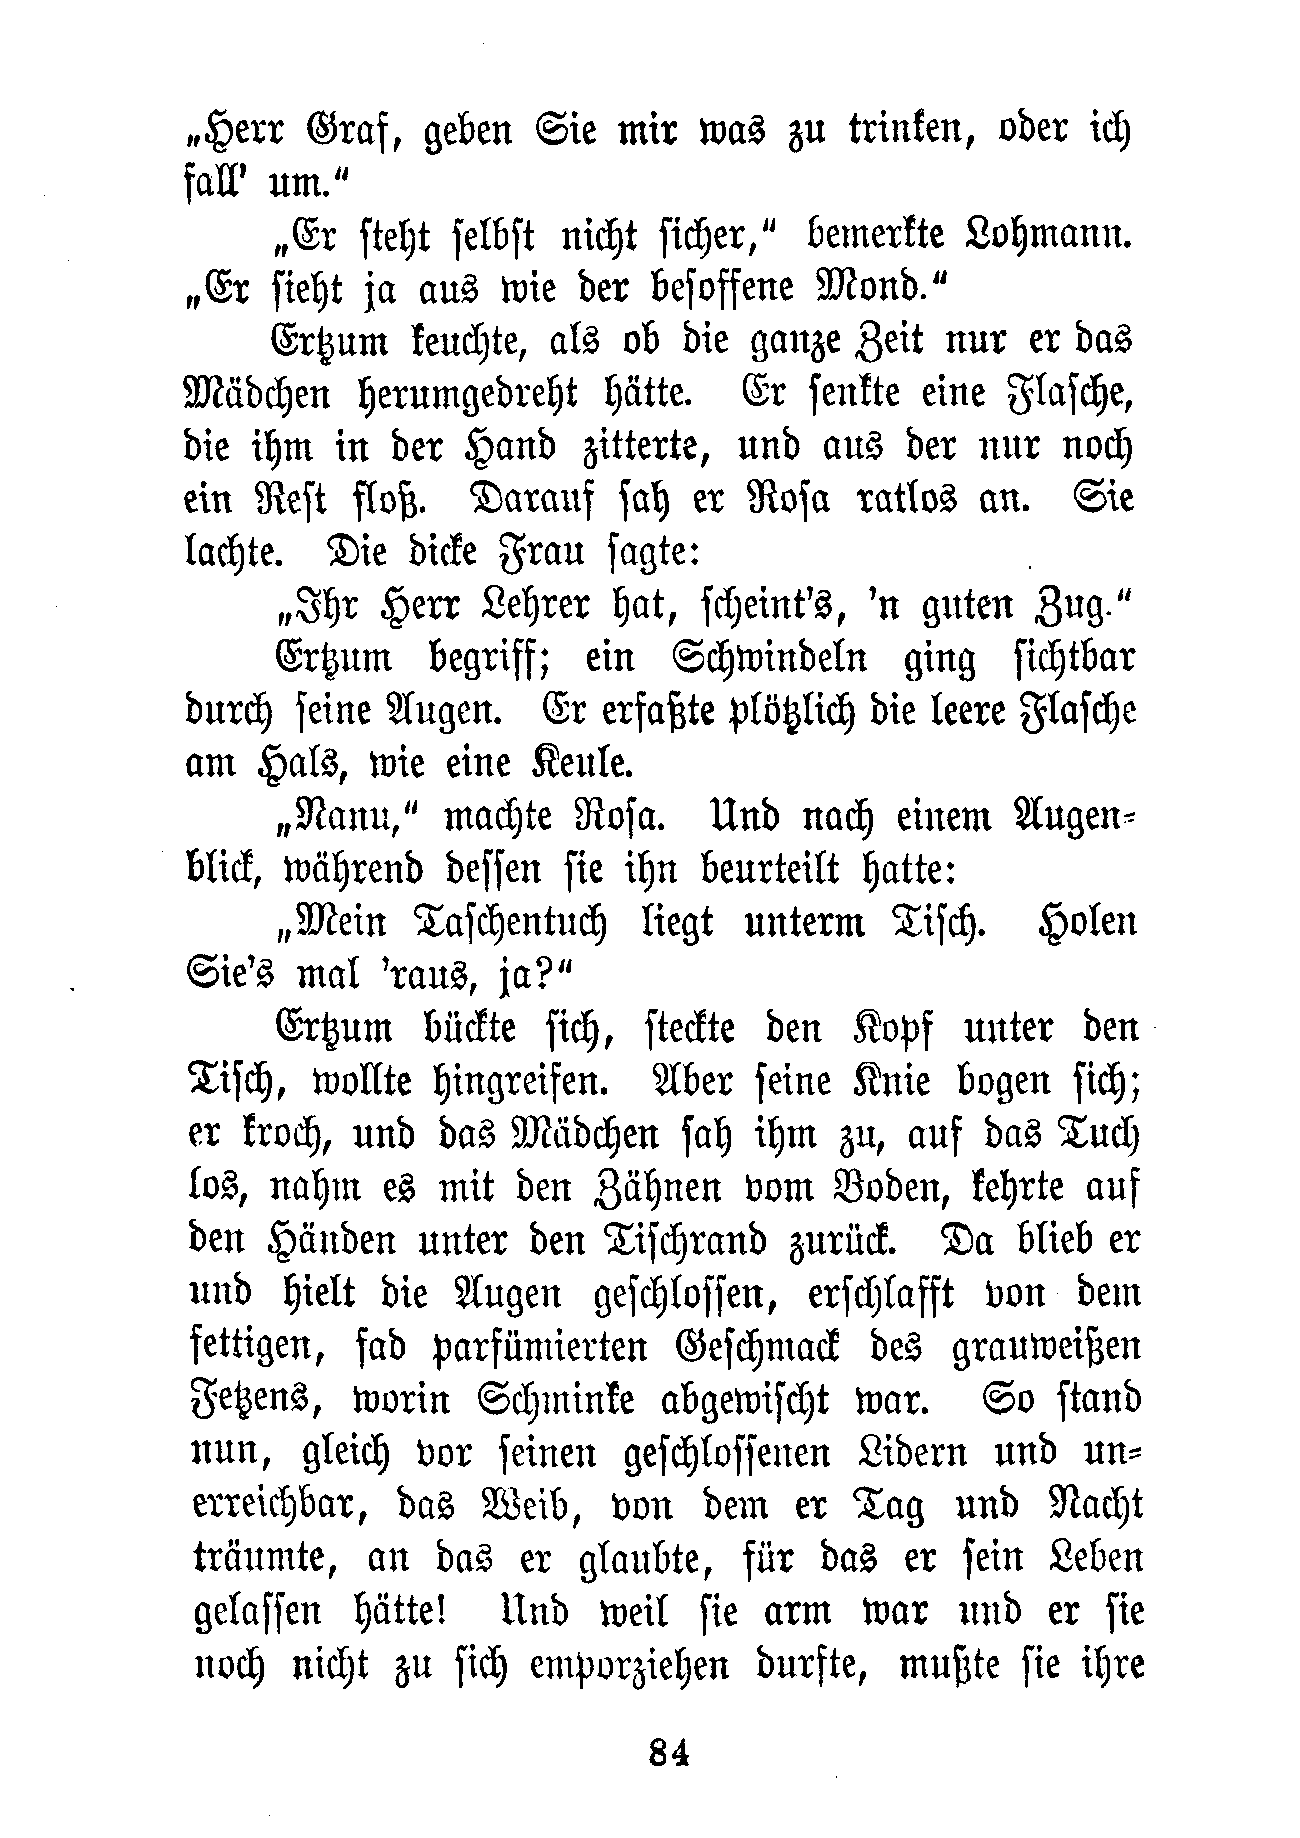 „Herr Graf, geben Sie mir was zu trinken, oder ich
fall' um.“
„Er steht selbst nicht sicher,“ bemerkte Lohmann.
„Er sieht ja aus wie der besoffene Mond.“
Ertzum keuchte, als ob die ganze Zeit nur er das
Mädchen herumgedreht hätte. Er senkte eine Flasche,
die ihm in der Hand zitterte, und aus der nur noch
ein Rest floß. Darauf sah er Rosa ratlos an. Sie
lachte. Die dicke Frau sagte:
„Ihr Herr Lehrer hat, scheint's, 'n guten Zug.“
Ertzum begriff; ein Schwindeln ging sichtbar
durch seine Augen. Er erfaßte plötzlich die leere Flasche
am Hals, wie eine Keule.
„Nanu,“ machte Rosa. Und nach einem Augen-
blick, während dessen sie ihn beurteilt hatte:
„Mein Taschentuch liegt unterm Tisch. Holen
Sie's mal 'raus, ja?“
Ertzum bückte sich, steckte den Kopf unter den
Tisch, wollte hingreifen. Aber seine Knie bogen sich;
er kroch, und das Mädchen sah ihm zu, auf das Tuch
los, nahm es mit den Zähnen vom Boden, kehrte auf
den Händen unter den Tischrand zurück. Da blieb er
und hielt die Augen geschlossen, erschlafft von dem
fettigen, fad parfümierten Geschmack des grauweißen
Fetzens, worin Schminke abgewischt war. So stand
nun, gleich vor seinen geschlossenen Lidern und un-
erreichbar, das Weib, von dem er Tag und Nacht
träumte, an das er glaubte, für das er sein Leben
gelassen hätte! Und weil sie arm war und er sie
noch nicht zu sich emporziehen durfte, mußte sie ihre
84